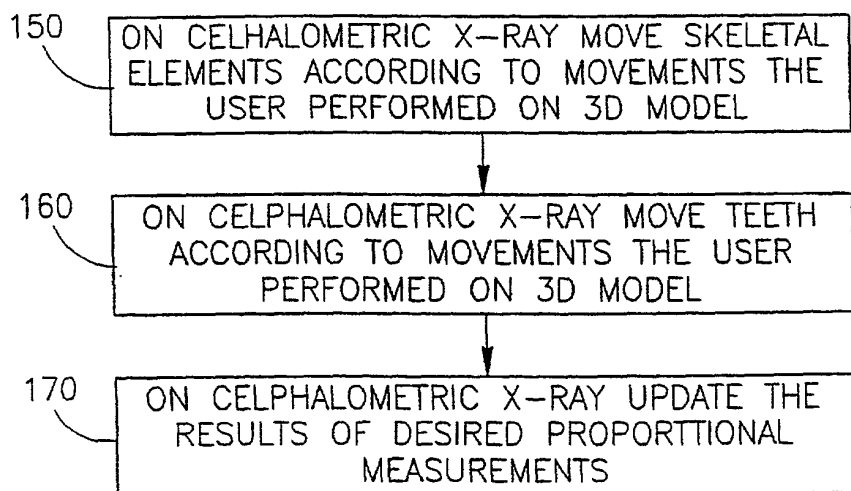 150
ON CELHALOMETRIC X-RAY MOVE SKELETAL
ELEMENTS ACCORDING TO MOVEMENTS THE
USER PERFORMED ON 3D MODEL
160
ON CELPHALOMETRIC X-RAY MOVE TEETH
ACCORDING TO MOVEMENTS THE USER
PERFORMED ON 3D MODEL
170
ON CELPHALOMETRIC X-RAY UPDATE THE
RESULTS OF DESIRED PROPORTTIONAL
MEASUREMENTS